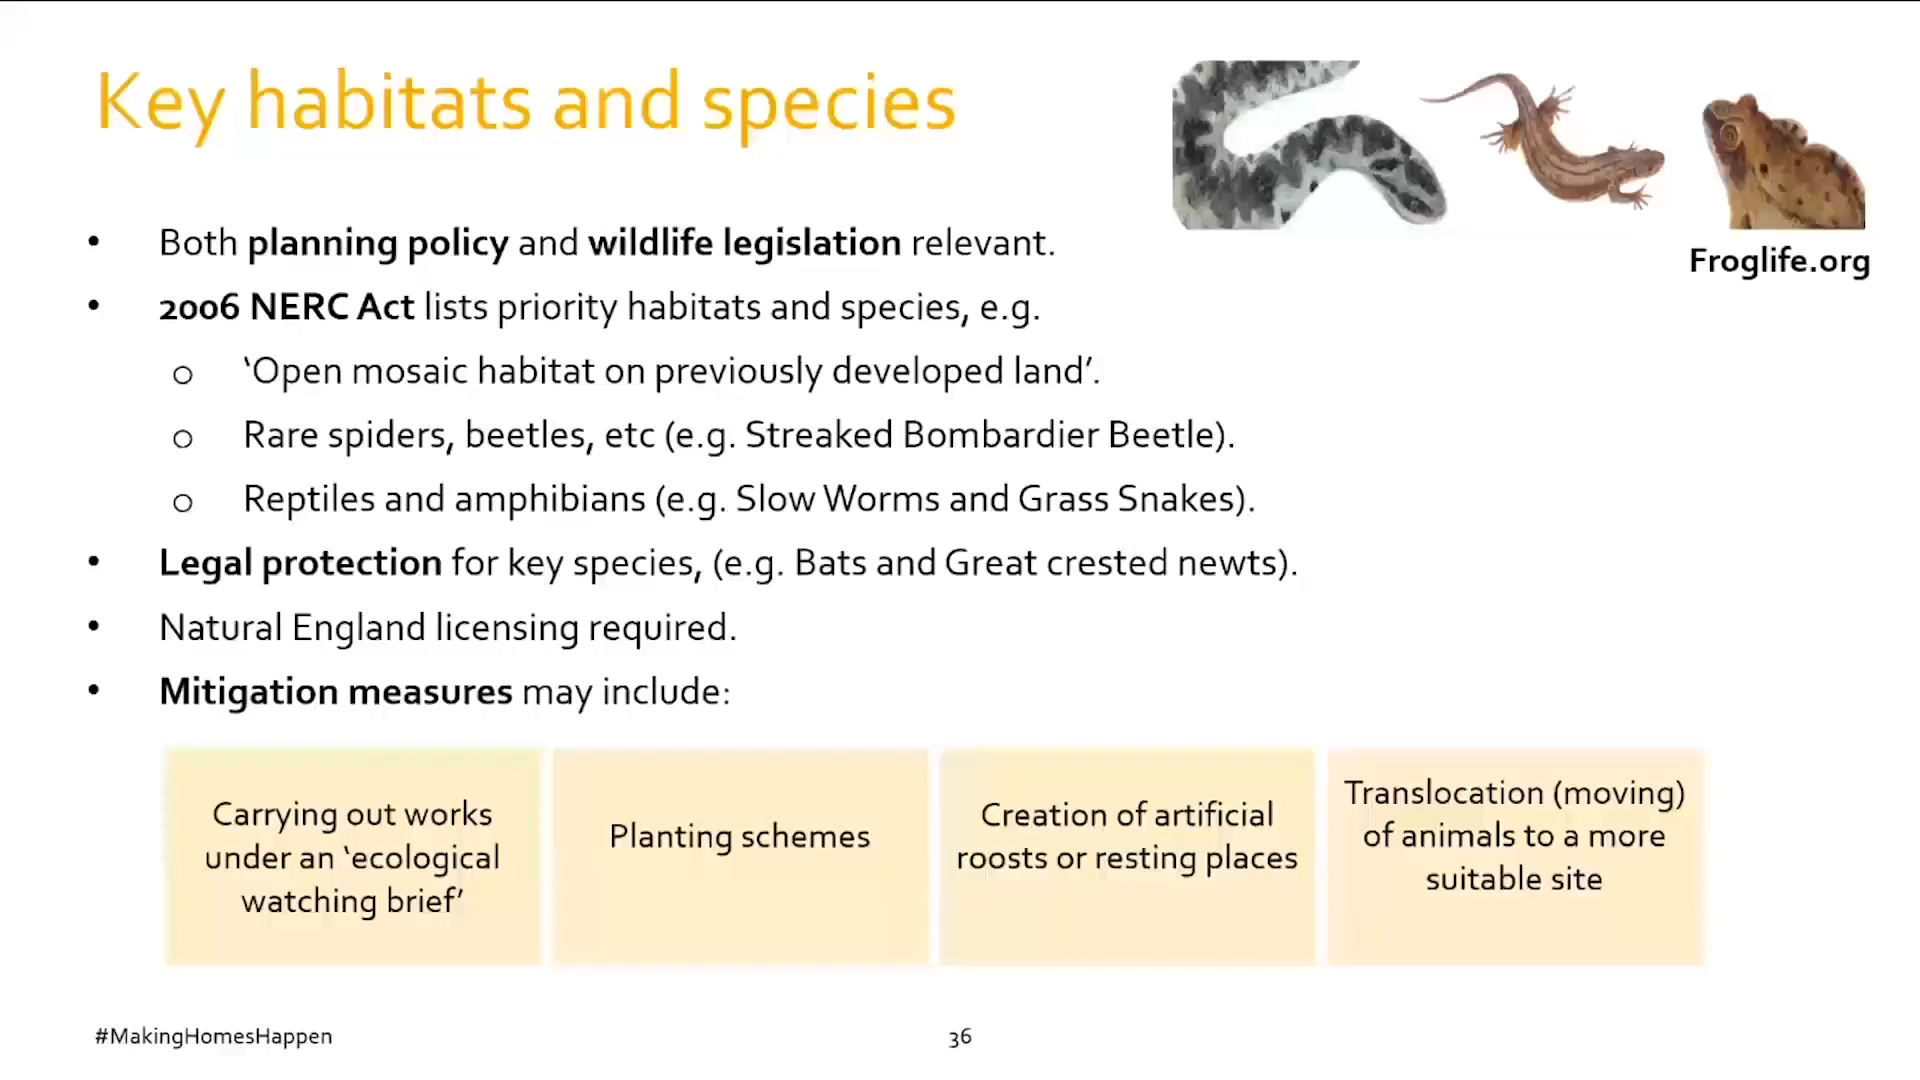 Key habitats and species
Froglife.org
• Both planning policy and wildlife legislation relevant.
• 2006 NERC Act lists priority habitats and species, e.g.
o ‘Open mosaic habitat on previously developed land’.
o Rare spiders, beetles, etc (e.g. Streaked Bombardier Beetle).
o Reptiles and amphibians (e.g. Slow Worms and Grass Snakes).
• Legal protection for key species, (e.g. Bats and Great crested newts).
• Natural England licensing required.
• Mitigation measures may include:
Carrying out works
under an ‘ecological
watching brief’
Planting schemes
Creation of artificial
roosts or resting places
Translocation (moving)
of animals to a more
suitable site
#MakingHomesHappen
36